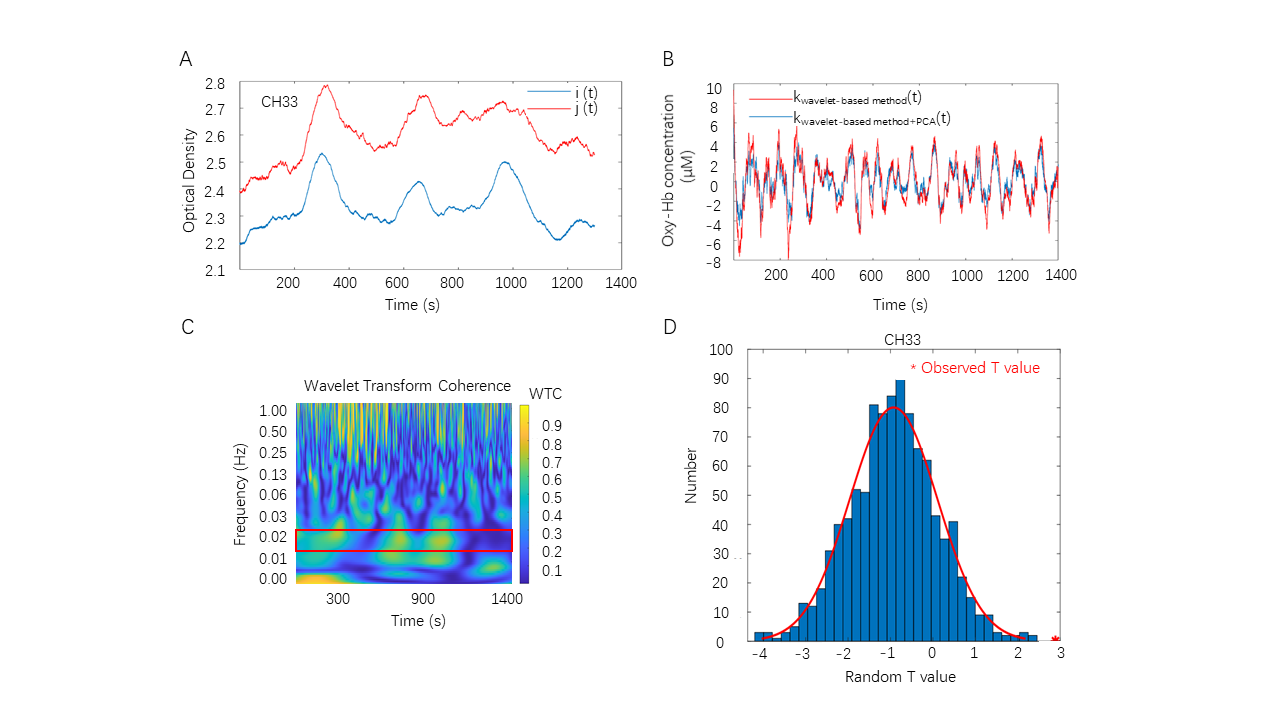 A
2.8
2.7
2.6
2.5
2.4
2.3
2.2
2.1
Optical Density
CH33
i (t)
j (t)
200 400 600 800 1000 1200 1400
Time (s)
B
10
8
6
4
2
0
-2
-4
-6
-8
Oxy-Hb concentration
(μM)
kwavelet-based method(t)
kwavelet-based method+PCA(t)
200 400 600 800 1000 1200 1400
Time (s)
C
Wavelet Transform Coherence
WTC
1.00
0.50
0.25
0.13
0.06
0.03
0.02
0.01
0.00
Frequency (Hz)
0.9
0.8
0.7
0.6
0.5
0.4
0.3
0.2
0.1
300 900 1400
Time (s)
D
CH33
* Observed T value
100
90
80
70
60
50
40
30
20
10
0
Number
*
-4 -3 -2 -1 0 1 2 3
Random T value